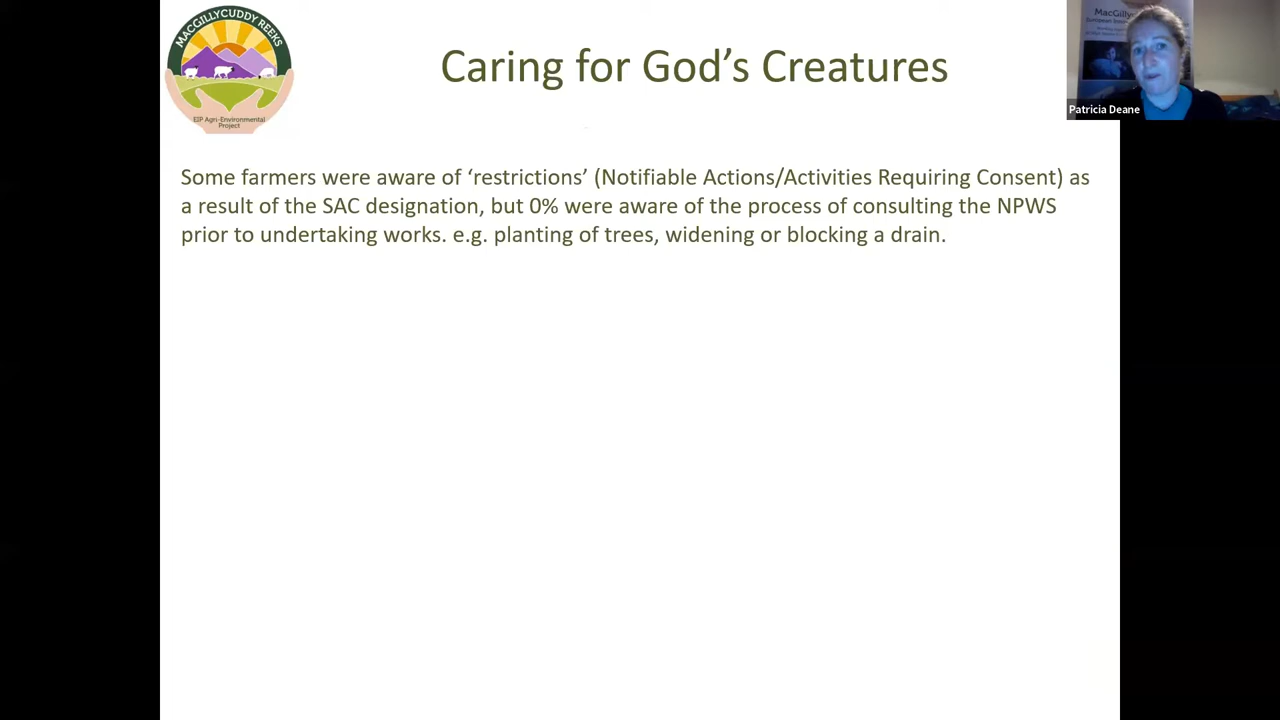 MACGILLYCUDDY REEKS
EIP Agri-Environmental
Project
Caring for God’s Creatures
Patricia Deane
Some farmers were aware of ‘restrictions’ (Notifiable Actions/Activities Requiring Consent) as
a result of the SAC designation, but 0% were aware of the process of consulting the NPWS
prior to undertaking works. e.g. planting of trees, widening or blocking a drain.